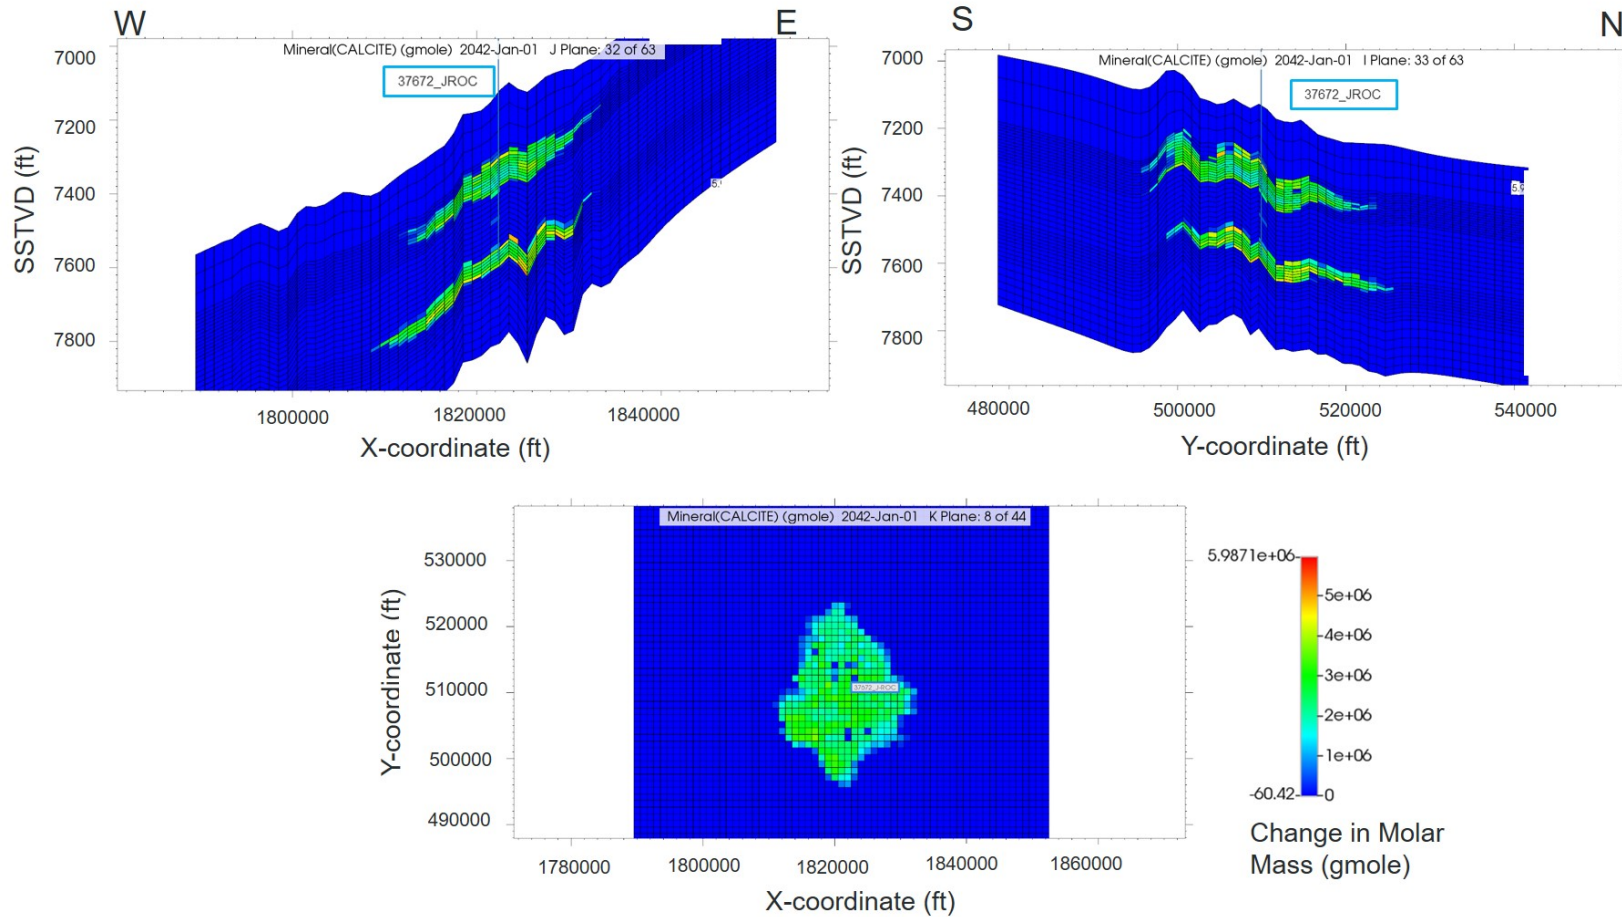 W
E
Mineral(CALCITE) (gmole) 2042-Jan-01 J Plane: 32 of 63
37672_JROC
7000
7200
7400
7600
7800
SSTVD (ft)
1800000
1820000
1840000
X-coordinate (ft)
S
N
Mineral(CALCITE) (gmole) 2042-Jan-01 I Plane: 33 of 63
37672_JROC
7000
7200
7400
7600
7800
SSTVD (ft)
5.9
480000
500000
520000
540000
Y-coordinate (ft)
Mineral(CALCITE) (gmole) 2042-Jan-01 K Plane: 8 of 44
37672_JROC
530000
520000
510000
500000
490000
Y-coordinate (ft)
1780000
1800000
1820000
1840000
1860000
X-coordinate (ft)
5.9871e+06
5e+06
4e+06
3e+06
2e+06
1e+06
-60.42
0
Change in Molar
Mass (gmole)